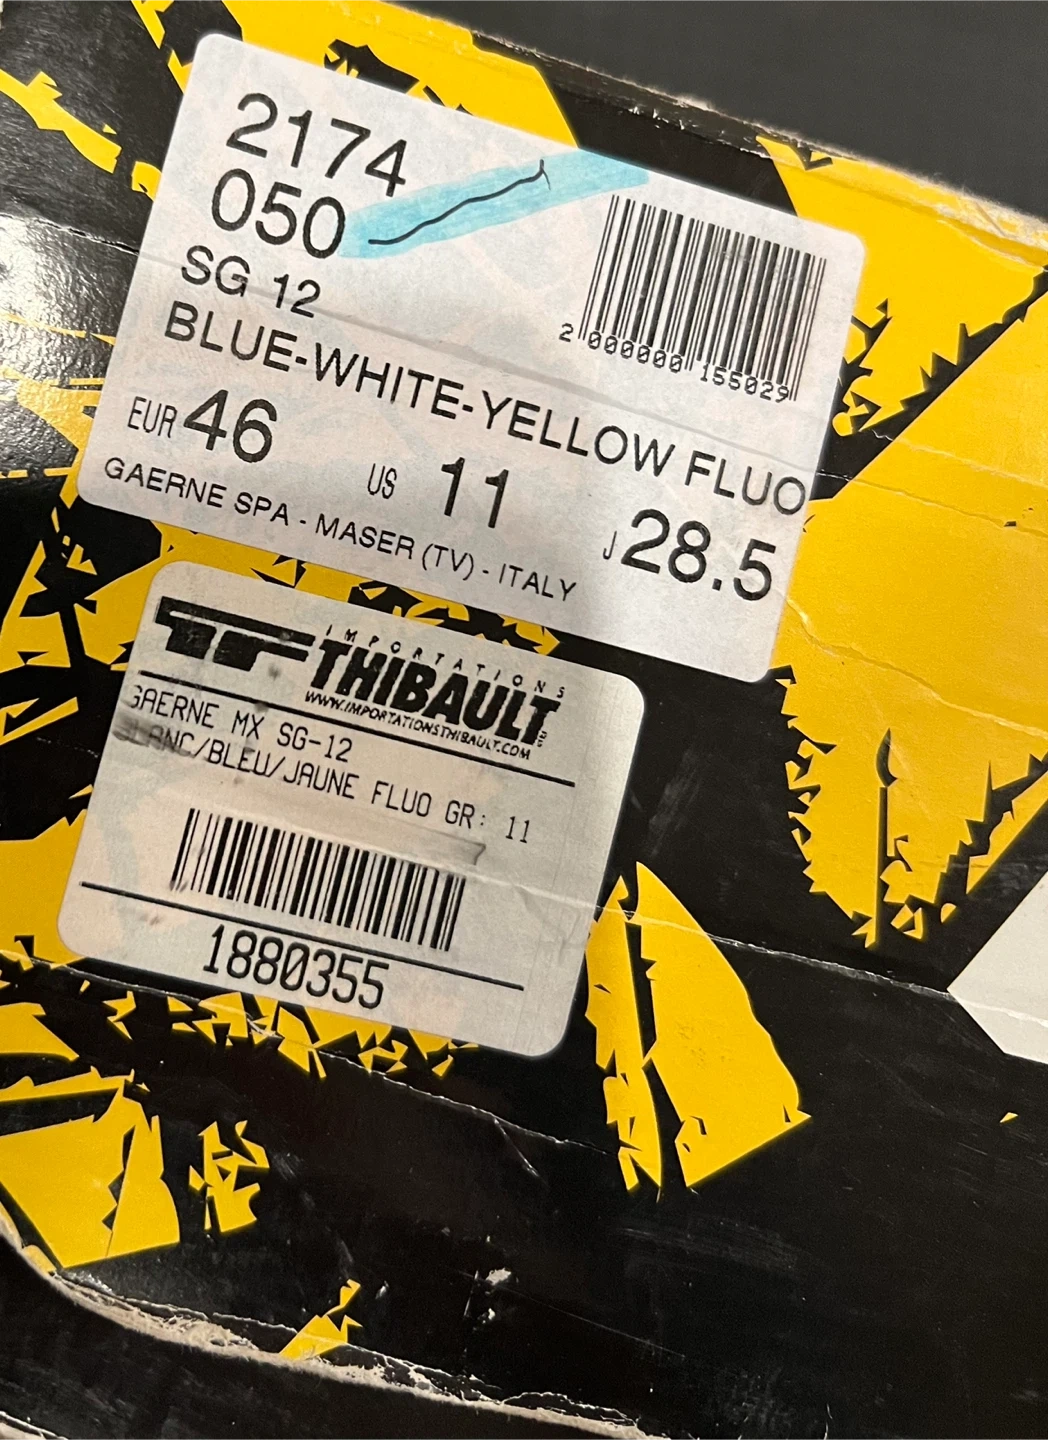 2174
050
SG 12
BLUE-WHITE-YELLOW FLUO
2 000000 155029
EUR 46 US 11 J 28.5
GAERNE SPA - MASER (TV) - ITALY
IMPORTATIONS
THIBAULT
WWW.IMPORTATIONSTHIBAULT.COM
GAERNE MX SG-12
BLANC/BLEU/JAUNE FLUO GR: 11
1880355